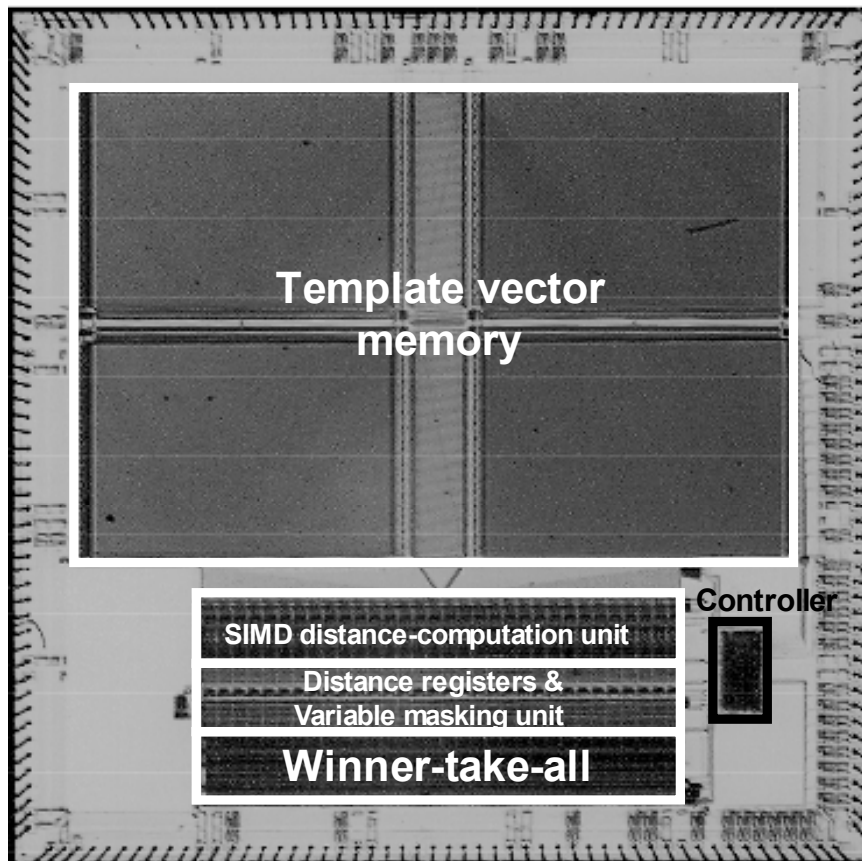 Template vector
memory
Controller
SIMD distance-computation unit
Distance registers &
Variable masking unit
Winner-take-all